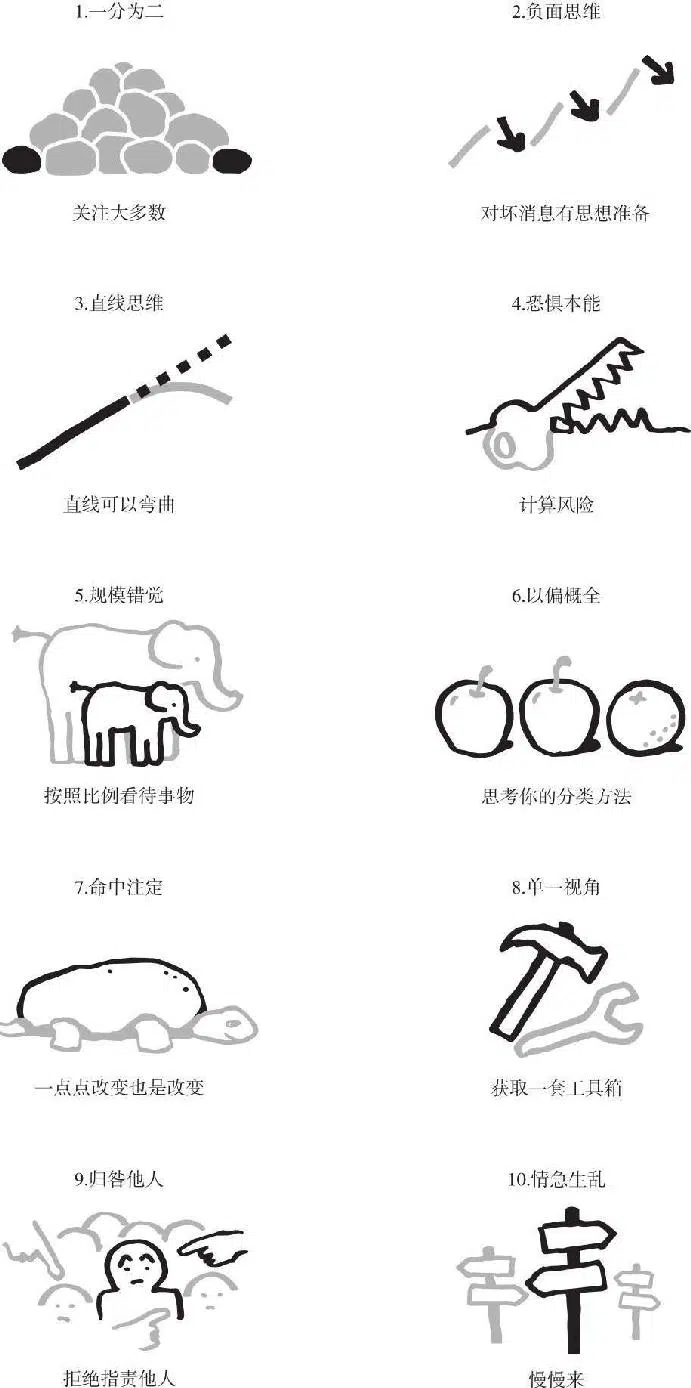 1.一分为二
2.负面思维
关注大多数
对坏消息有思想准备
3.直线思维
4.恐惧本能
直线可以弯曲
计算风险
5.规模错觉
6.以偏概全
按照比例看待事物
思考你的分类方法
7.命中注定
8.单一视角
一点点改变也是改变
获取一套工具箱
9.归咎他人
10.情急生乱
拒绝指责他人
慢慢来